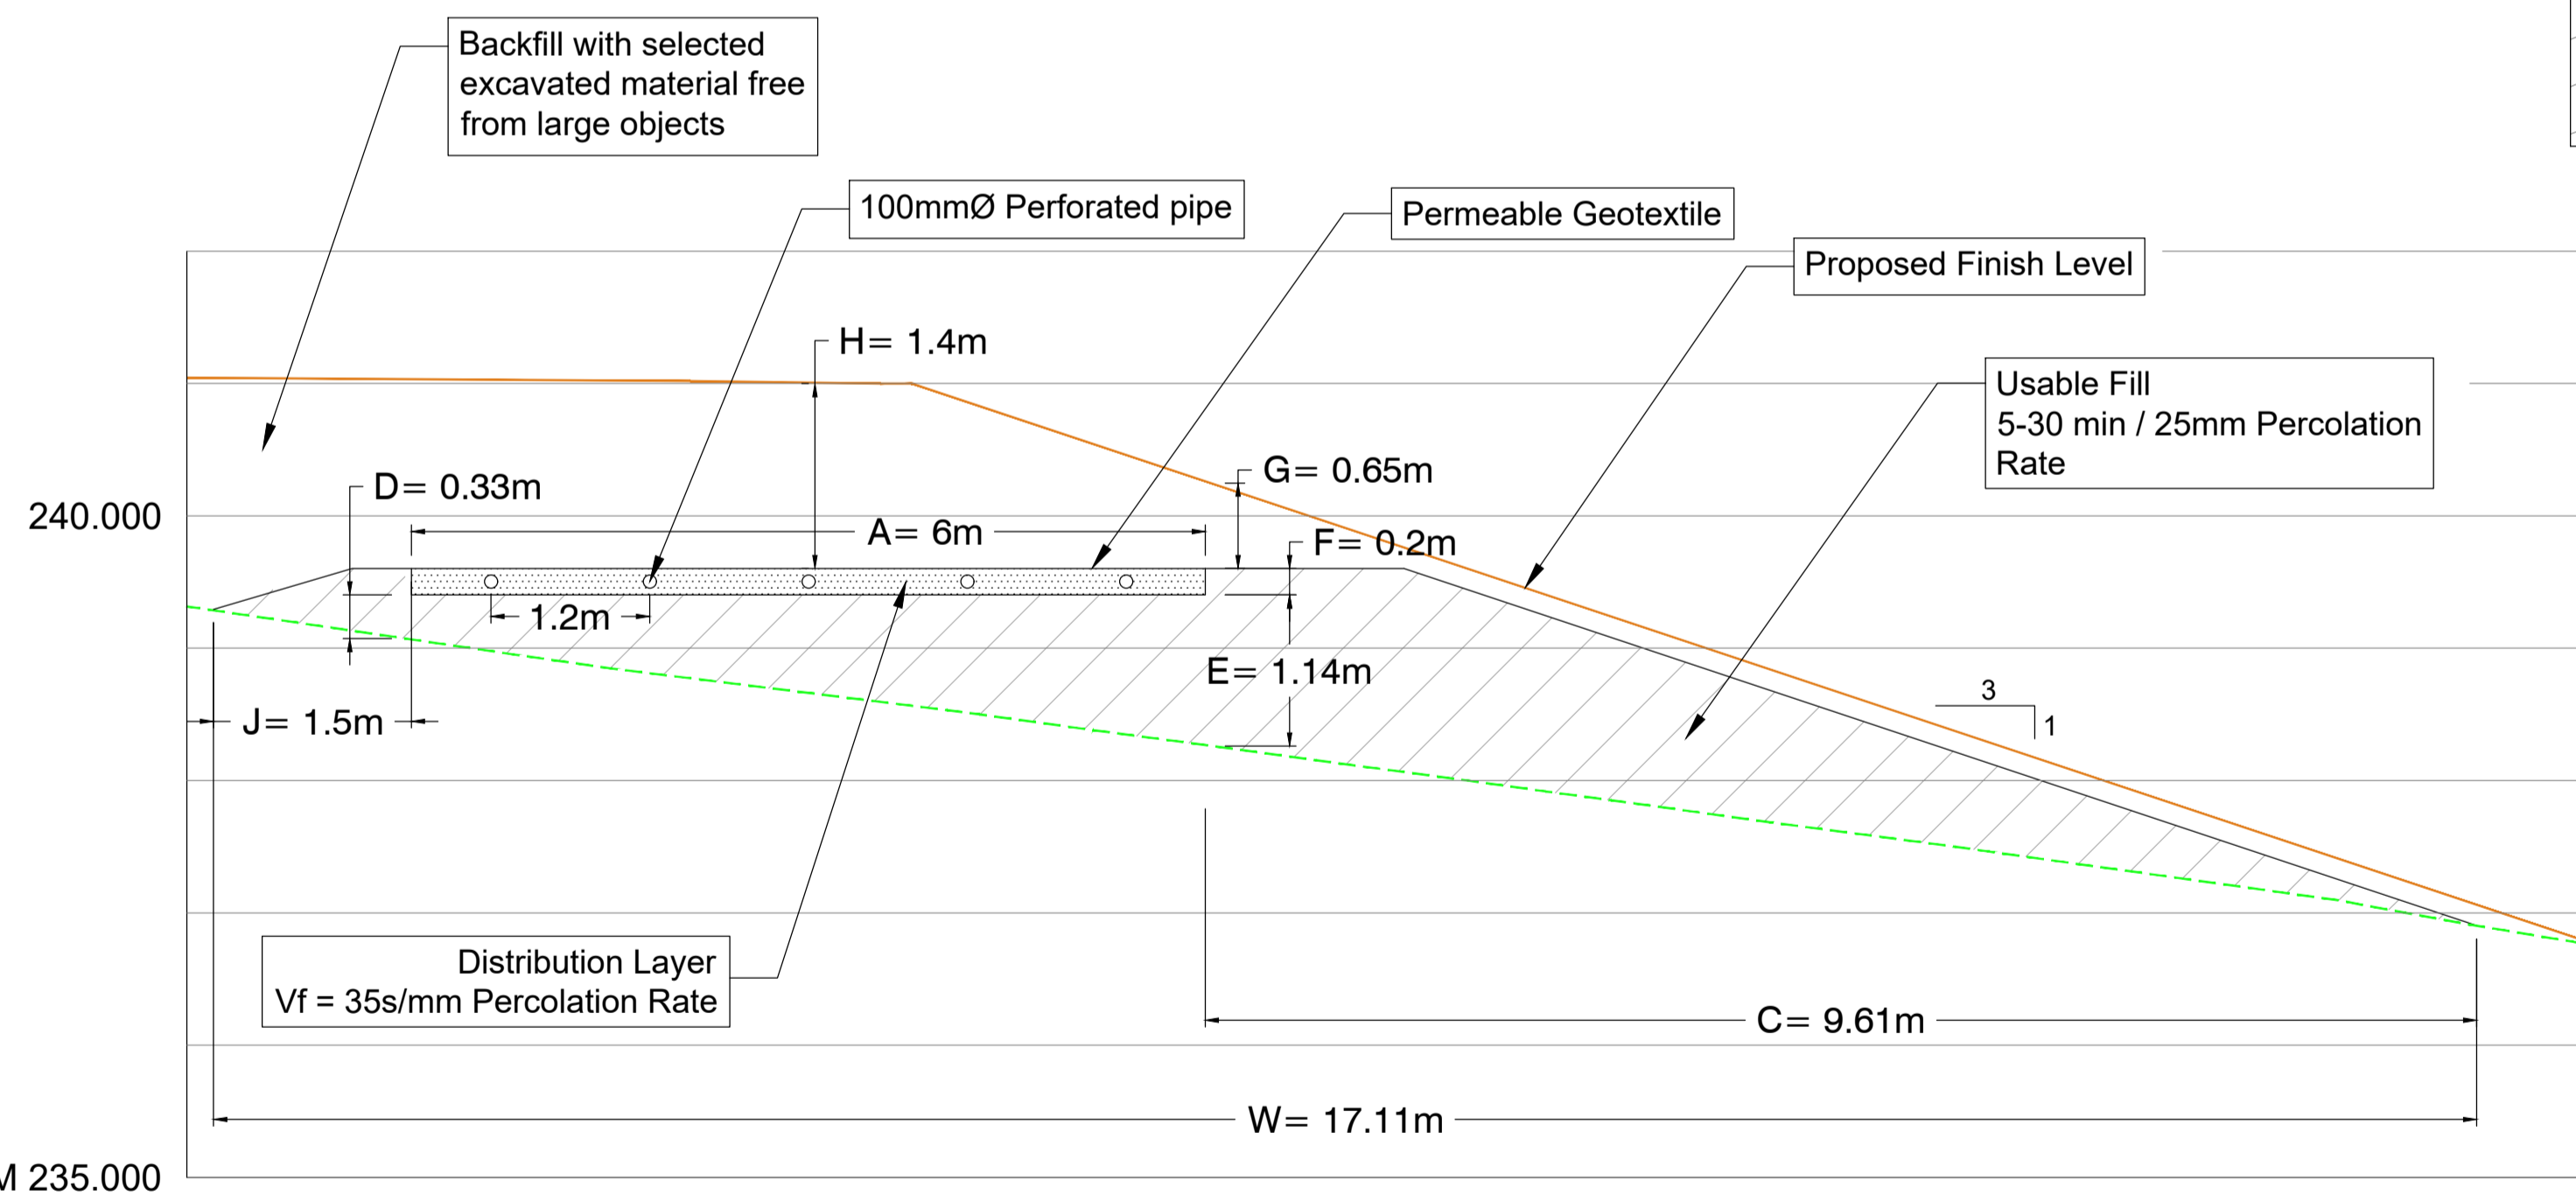 Backfill with selected
excavated material free
from large objects
100mmØ Perforated pipe
Permeable Geotextile
Proposed Finish Level
H= 1.4m
Usable Fill
5-30 min / 25mm Percolation
Rate
G= 0.65m
D= 0.33m
240.000
A= 6m
F= 0.2m
1.2m
E= 1.14m
3
1
J= 1.5m
Distribution Layer
Vf = 35s/mm Percolation Rate
C= 9.61m
W= 17.11m
M 235.000